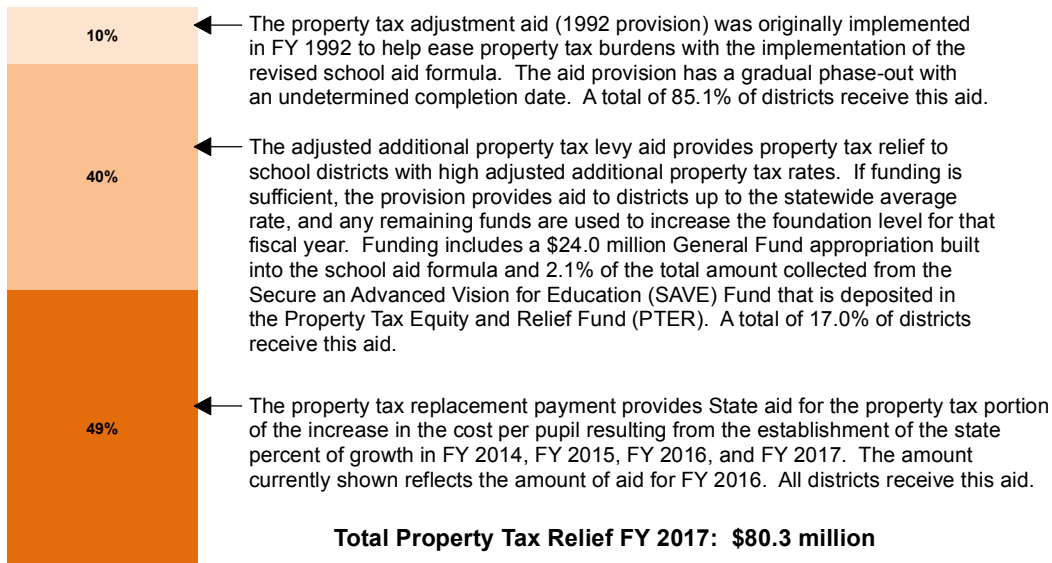 10%
The property tax adjustment aid (1992 provision) was originally implemented
in FY 1992 to help ease property tax burdens with the implementation of the
revised school aid formula.  The aid provision has a gradual phase-out with
an undetermined completion date.  A total of 85.1% of districts receive this aid.
40%
The adjusted additional property tax levy aid provides property tax relief to
school districts with high adjusted additional property tax rates.  If funding is
sufficient, the provision provides aid to districts up to the statewide average
rate, and any remaining funds are used to increase the foundation level for that
fiscal year.  Funding includes a $24.0 million General Fund appropriation built
into the school aid formula and 2.1% of the total amount collected from the
Secure an Advanced Vision for Education (SAVE) Fund that is deposited in
the Property Tax Equity and Relief Fund (PTER).  A total of 17.0% of districts
receive this aid.
49%
The property tax replacement payment provides State aid for the property tax portion
of the increase in the cost per pupil resulting from the establishment of the state
percent of growth in FY 2014, FY 2015, FY 2016, and FY 2017.  The amount
currently shown reflects the amount of aid for FY 2016.  All districts receive this aid.
Total Property Tax Relief FY 2017:  $80.3 million